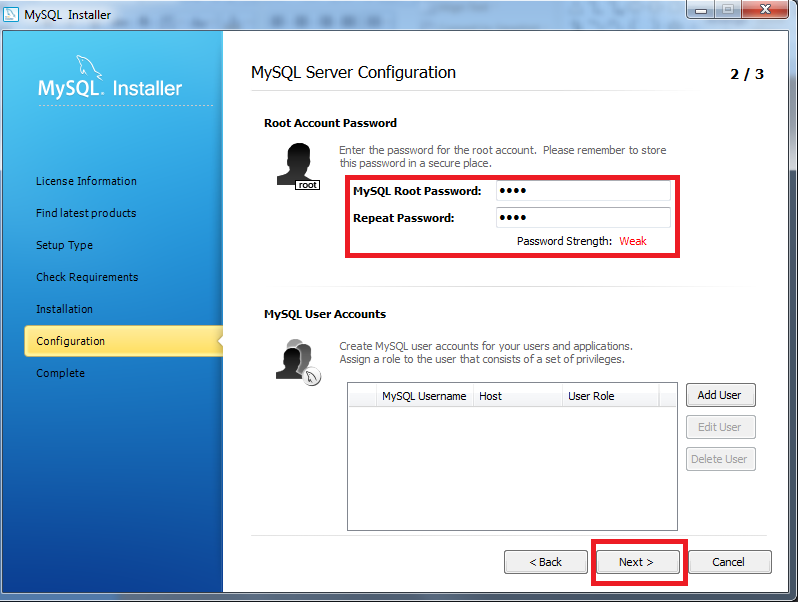 MySQL Installer
MySQL. Installer
License Information
Find latest products
Setup Type
Check Requirements
Installation
Configuration
Complete
MySQL Server Configuration
2 / 3
Root Account Password
root
Enter the password for the root account. Please remember to store
this password in a secure place.
MySQL Root Password: ••••
Repeat Password: ••••
Password Strength: Weak
MySQL User Accounts
Create MySQL user accounts for your users and applications.
Assign a role to the user that consists of a set of privileges.
MySQL Username Host User Role
Add User
Edit User
Delete User
< Back Next > Cancel